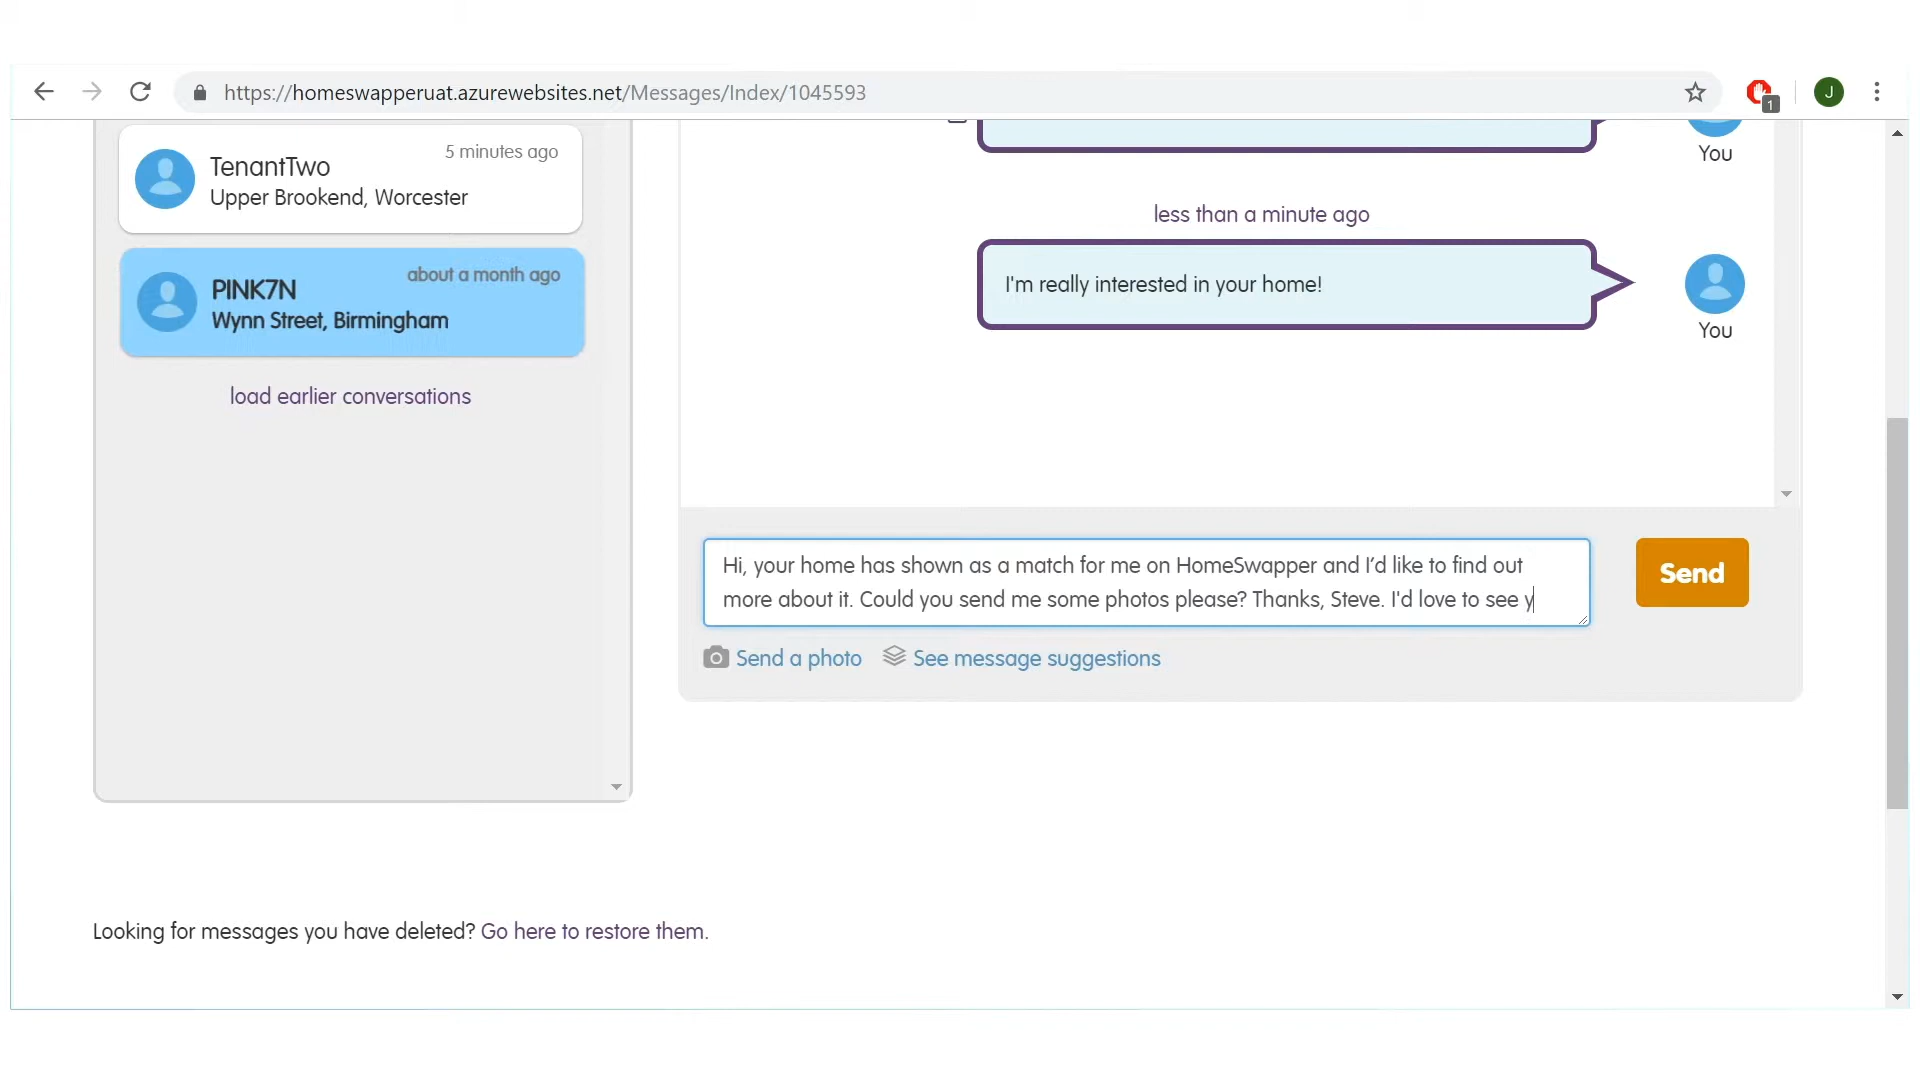 https://homeswapperuat.azurewebsites.net/Messages/Index/1045593
1
J
TenantTwo
5 minutes ago
Upper Brookend, Worcester
PINK7N
about a month ago
Wynn Street, Birmingham
load earlier conversations
You
less than a minute ago
I'm really interested in your home!
You
Hi, your home has shown as a match for me on HomeSwapper and I’d like to find out
more about it. Could you send me some photos please? Thanks, Steve. I'd love to see y
Send
Send a photo
See message suggestions
Looking for messages you have deleted? Go here to restore them.